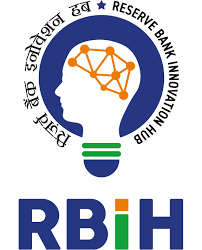 रिज़र्व बैंक इनोवेशन हब
★ RESERVE BANK INNOVATION HUB
RBiH